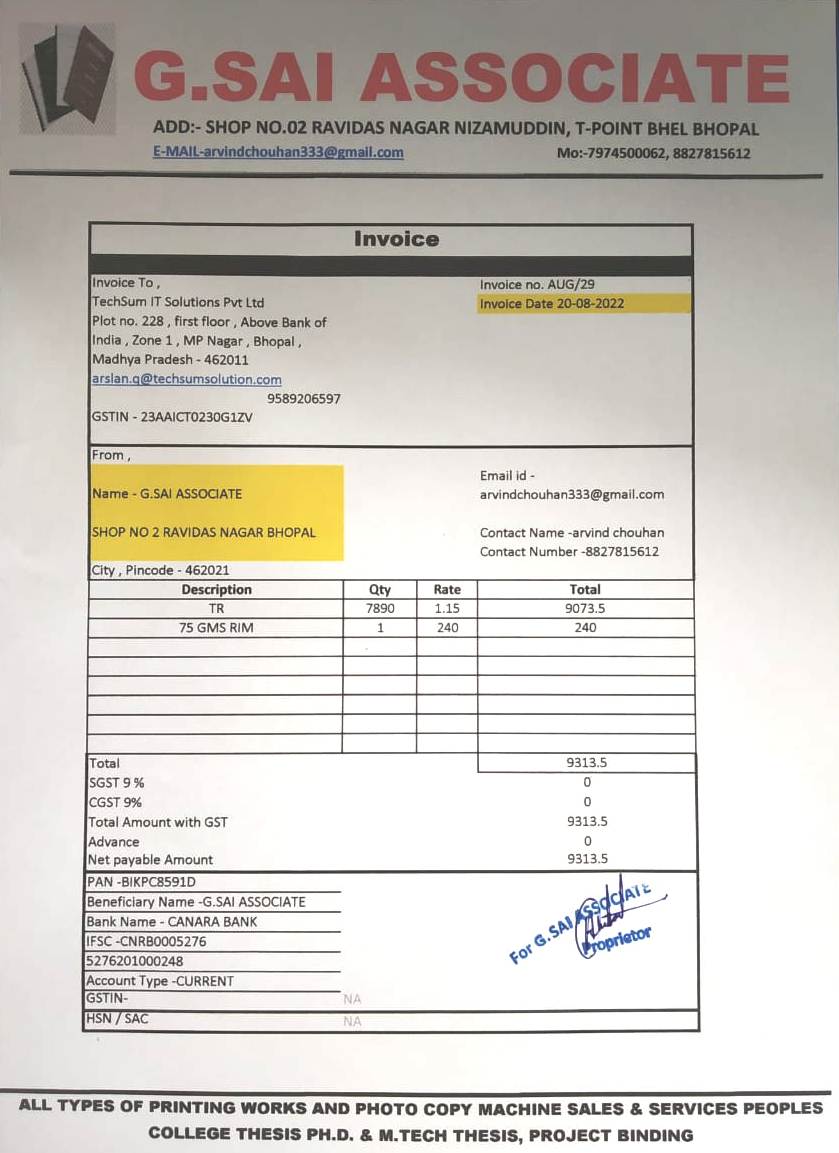 G.SAI ASSOCIATE
ADD:- SHOP NO.02 RAVIDAS NAGAR NIZAMUDDIN, T-POINT BHEL BHOPAL
E-MAIL-arvindchouhan333@gmail.com Mo:-7974500062, 8827815612
Invoice
Invoice To , Invoice no. AUG/29
TechSum IT Solutions Pvt Ltd Invoice Date 20-08-2022
Plot no. 228 , first floor , Above Bank of
India , Zone 1 , MP Nagar , Bhopal ,
Madhya Pradesh - 462011
arslan.q@techsumsolution.com
9589206597
GSTIN - 23AAICT0230G1ZV
From ,
Email id -
Name - G.SAI ASSOCIATE arvindchouhan333@gmail.com
SHOP NO 2 RAVIDAS NAGAR BHOPAL Contact Name -arvind chouhan
Contact Number -8827815612
City , Pincode - 462021
Description Qty Rate Total
TR 7890 1.15 9073.5
75 GMS RIM 1 240 240
Total 9313.5
SGST 9 % 0
CGST 9% 0
Total Amount with GST 9313.5
Advance 0
Net payable Amount 9313.5
PAN -BIKPC8591D
Beneficiary Name -G.SAI ASSOCIATE
Bank Name - CANARA BANK
IFSC -CNRB0005276
5276201000248
Account Type -CURRENT
GSTIN- NA
HSN / SAC NA
For G.SAI ASSOCIATE
Proprietor
ALL TYPES OF PRINTING WORKS AND PHOTO COPY MACHINE SALES & SERVICES PEOPLES
COLLEGE THESIS PH.D. & M.TECH THESIS, PROJECT BINDING